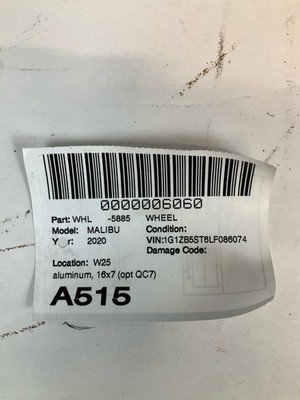 0000006060
Part: WHL -5885 WHEEL
Model: MALIBU Condition:
Year: 2020 VIN:1G1ZB5ST6LF086074
Damage Code:
Location: W25
aluminum, 16x7 (opt QC7)
A515